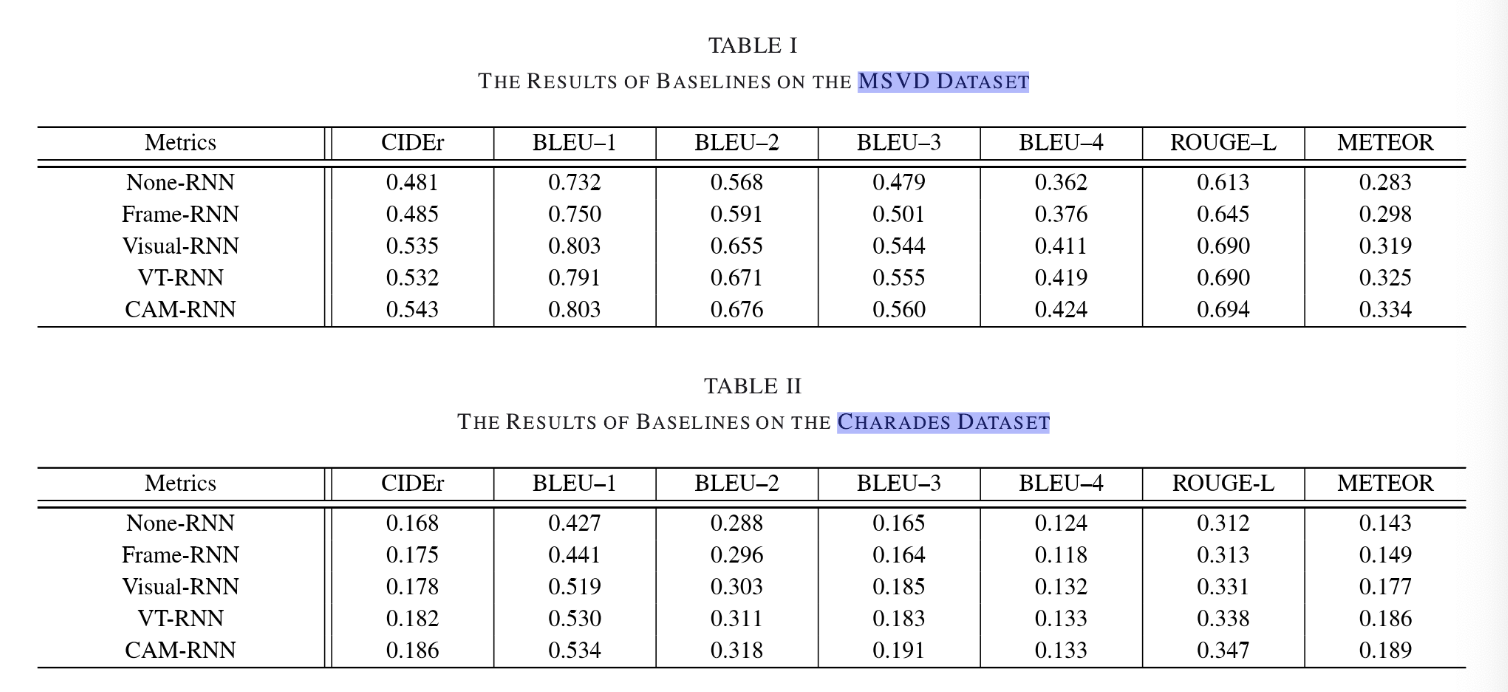 TABLE I
THE RESULTS OF BASELINES ON THE MSVD DATASET
Metrics CIDEr BLEU–1 BLEU–2 BLEU–3 BLEU–4 ROUGE–L METEOR
None-RNN 0.481 0.732 0.568 0.479 0.362 0.613 0.283
Frame-RNN 0.485 0.750 0.591 0.501 0.376 0.645 0.298
Visual-RNN 0.535 0.803 0.655 0.544 0.411 0.690 0.319
VT-RNN 0.532 0.791 0.671 0.555 0.419 0.690 0.325
CAM-RNN 0.543 0.803 0.676 0.560 0.424 0.694 0.334
TABLE II
THE RESULTS OF BASELINES ON THE CHARADES DATASET
Metrics CIDEr BLEU–1 BLEU–2 BLEU–3 BLEU–4 ROUGE-L METEOR
None-RNN 0.168 0.427 0.288 0.165 0.124 0.312 0.143
Frame-RNN 0.175 0.441 0.296 0.164 0.118 0.313 0.149
Visual-RNN 0.178 0.519 0.303 0.185 0.132 0.331 0.177
VT-RNN 0.182 0.530 0.311 0.183 0.133 0.338 0.186
CAM-RNN 0.186 0.534 0.318 0.191 0.133 0.347 0.189